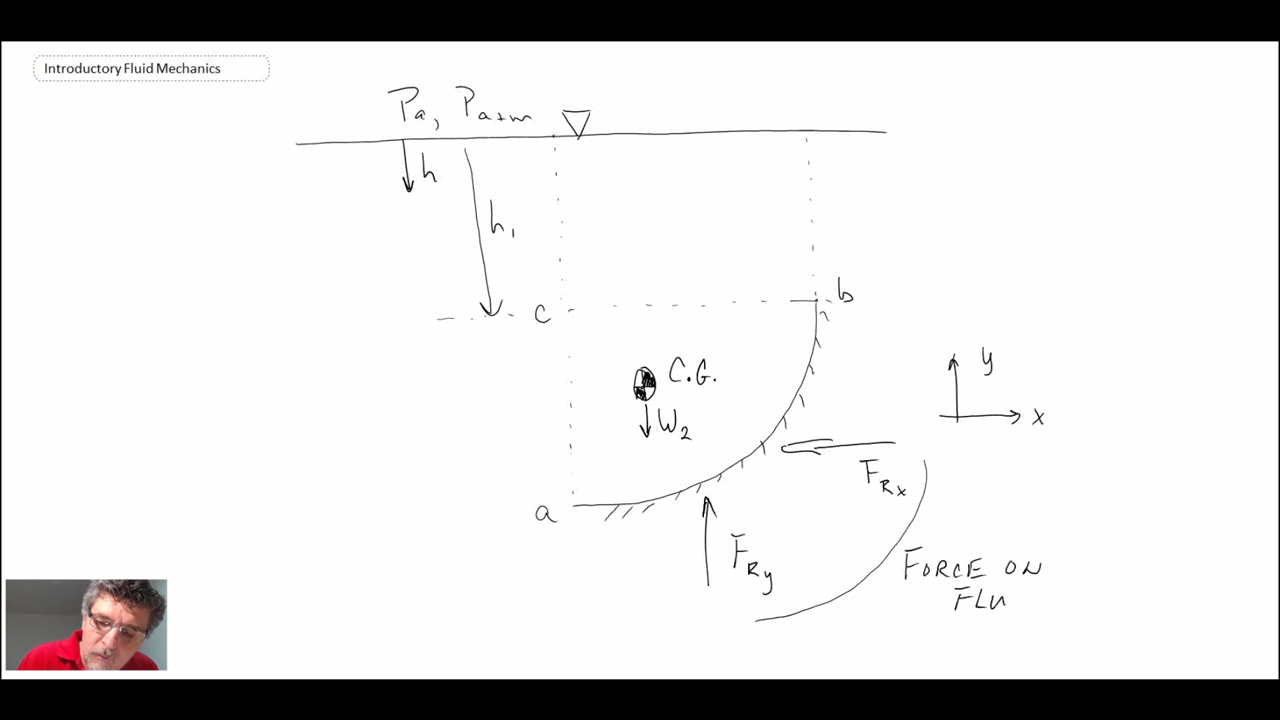 Introductory Fluid Mechanics
Pa, Patm
h
h1
c
b
C.G.
W2
y
x
FRx
a
FRy
FORCE ON
FLU